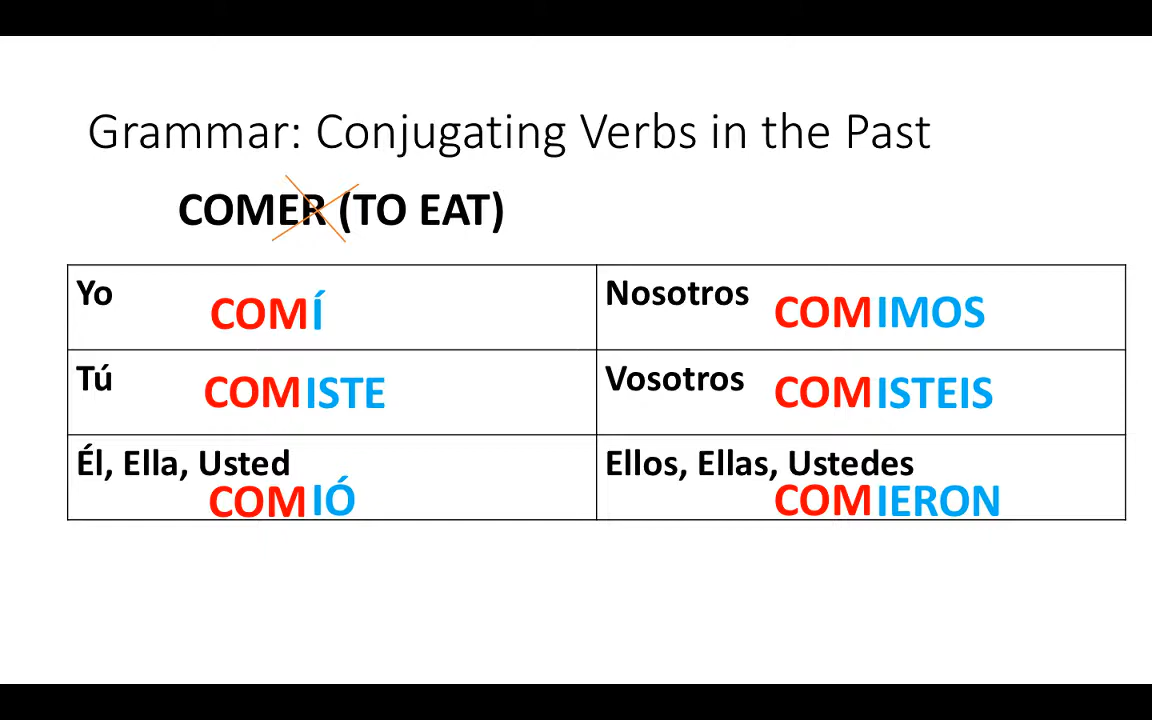 Grammar: Conjugating Verbs in the Past
COMER (TO EAT)
Yo
COMÍ
Nosotros
COMIMOS
Tú
COMISTE
Vosotros
COMISTEIS
Él, Ella, Usted
COMIÓ
Ellos, Ellas, Ustedes
COMIERON